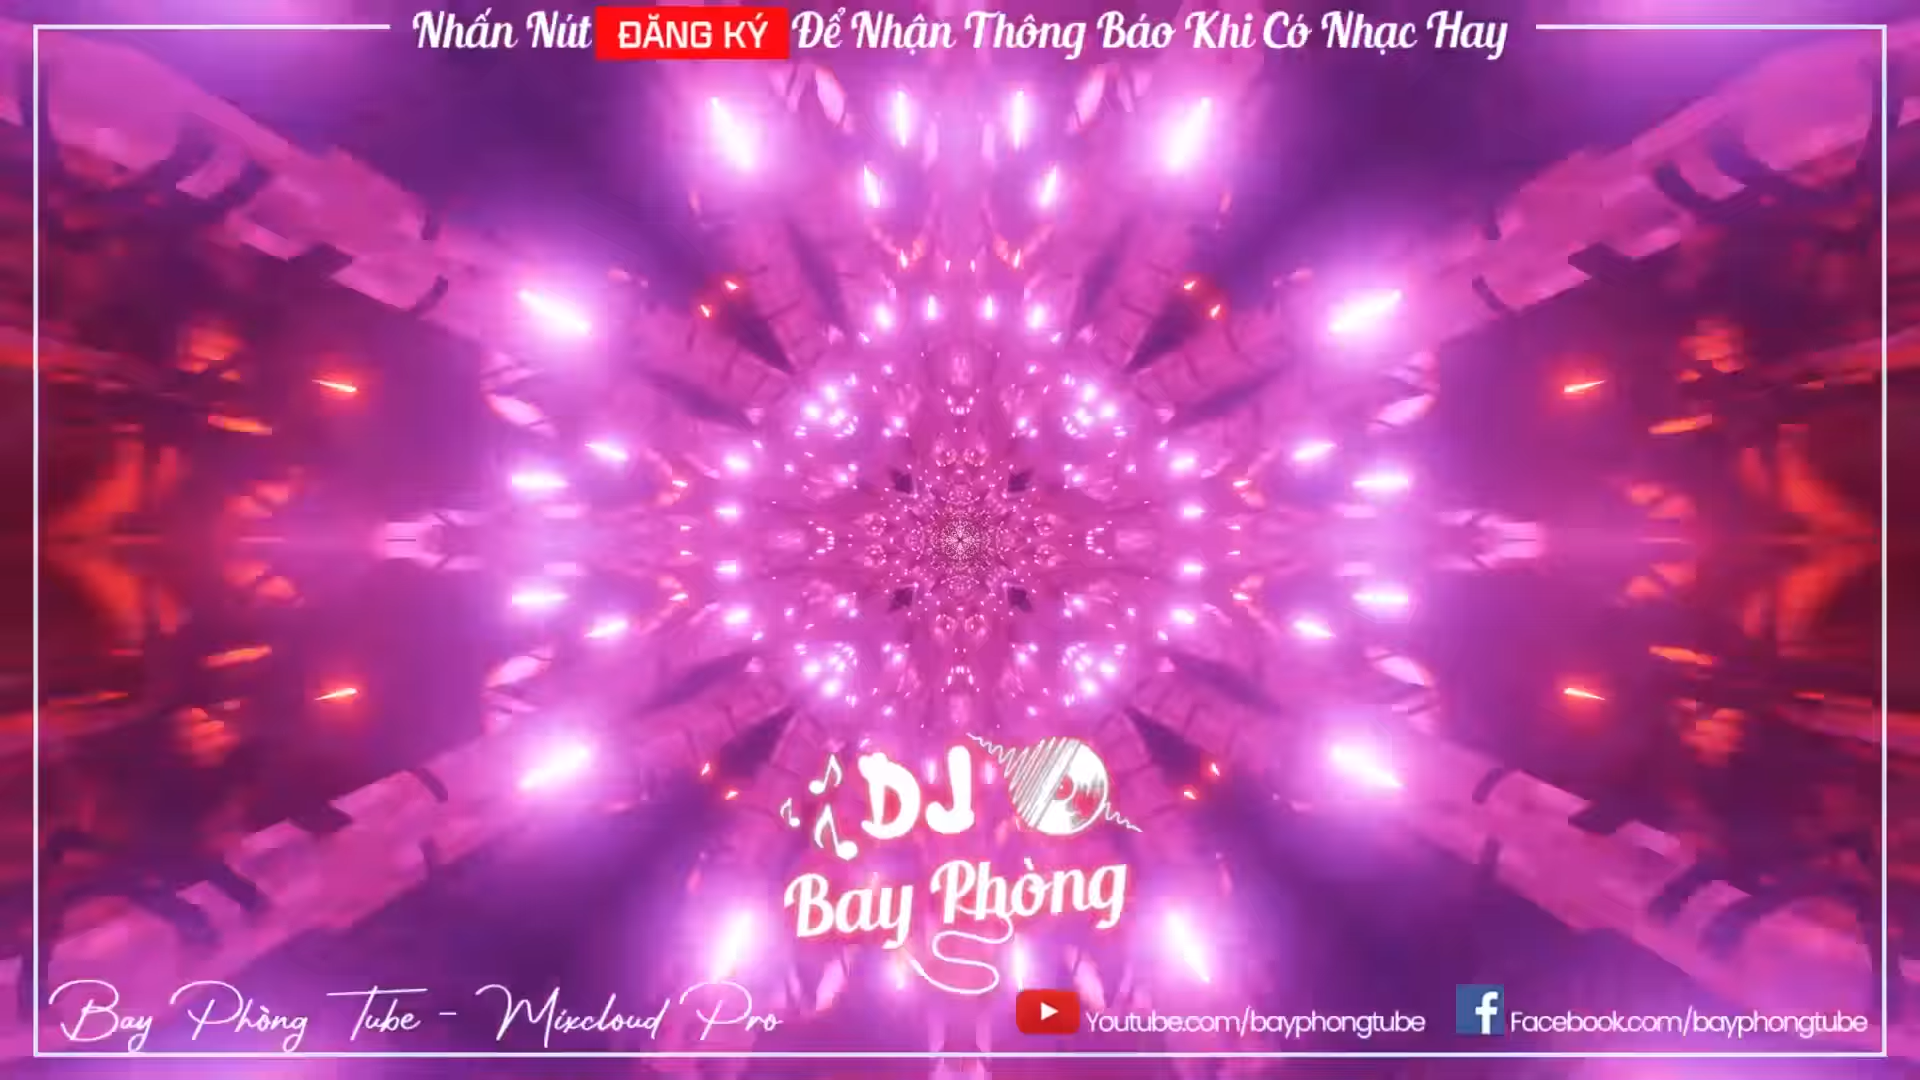 Nhấn Nút ĐĂNG KÝ Để Nhận Thông Báo Khi Có Nhạc Hay
DJ
Bay Phòng
Bay Phòng Tube - Mixcloud Pro
Youtube.com/bayphongtube
Facebook.com/bayphongtube